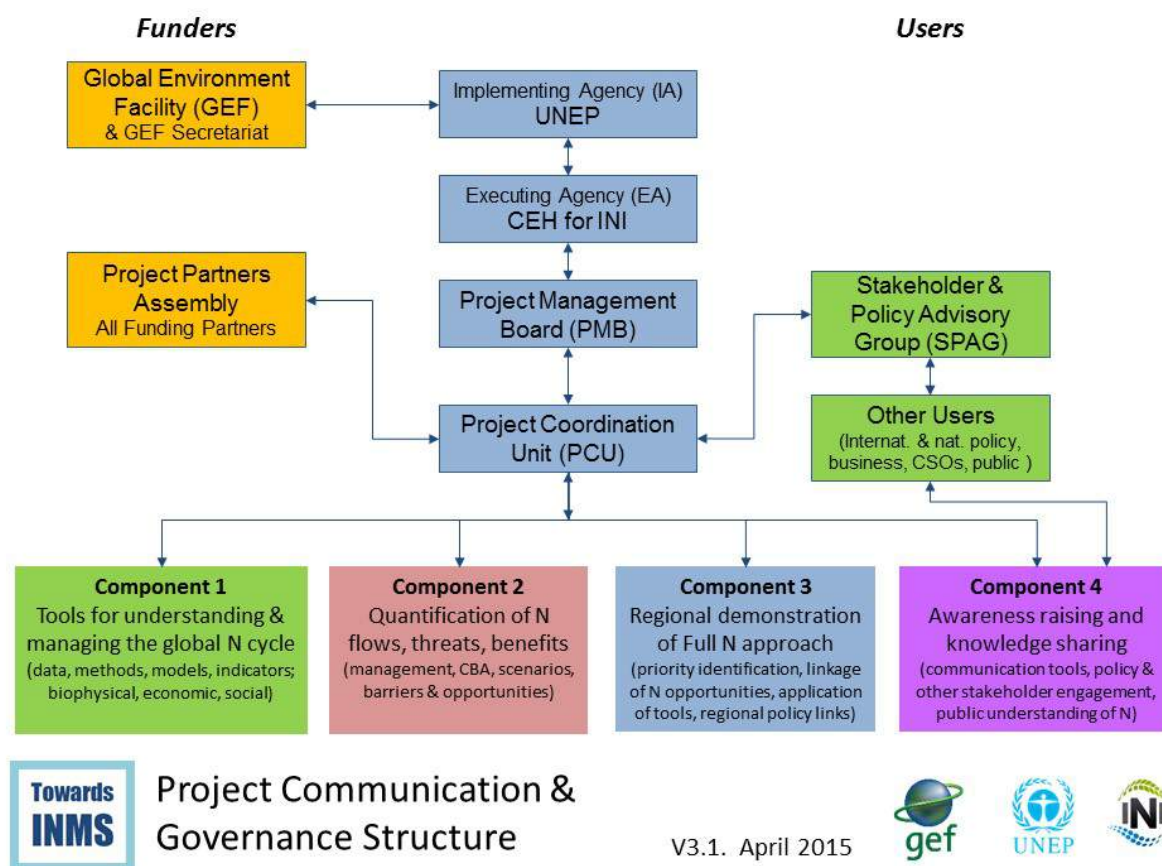 Funders
Users
Global Environment
Facility (GEF)
& GEF Secretariat
Implementing Agency (IA)
UNEP
Executing Agency (EA)
CEH for INI
Project Partners
Assembly
All Funding Partners
Project Management
Board (PMB)
Stakeholder &
Policy Advisory
Group (SPAG)
Project Coordination
Unit (PCU)
Other Users
(Internat. & nat. policy,
business, CSOs, public )
Component 1
Tools for understanding &
managing the global N cycle
(data, methods, models, indicators;
biophysical, economic, social)
Component 2
Quantification of N
flows, threats, benefits
(management, CBA, scenarios,
barriers & opportunities)
Component 3
Regional demonstration
of Full N approach
(priority identification, linkage
of N opportunities, application
of tools, regional policy links)
Component 4
Awareness raising and
knowledge sharing
(communication tools, policy &
other stakeholder engagement,
public understanding of N)
Towards
INMS
Project Communication &
Governance Structure
V3.1. April 2015
gef
UNEP